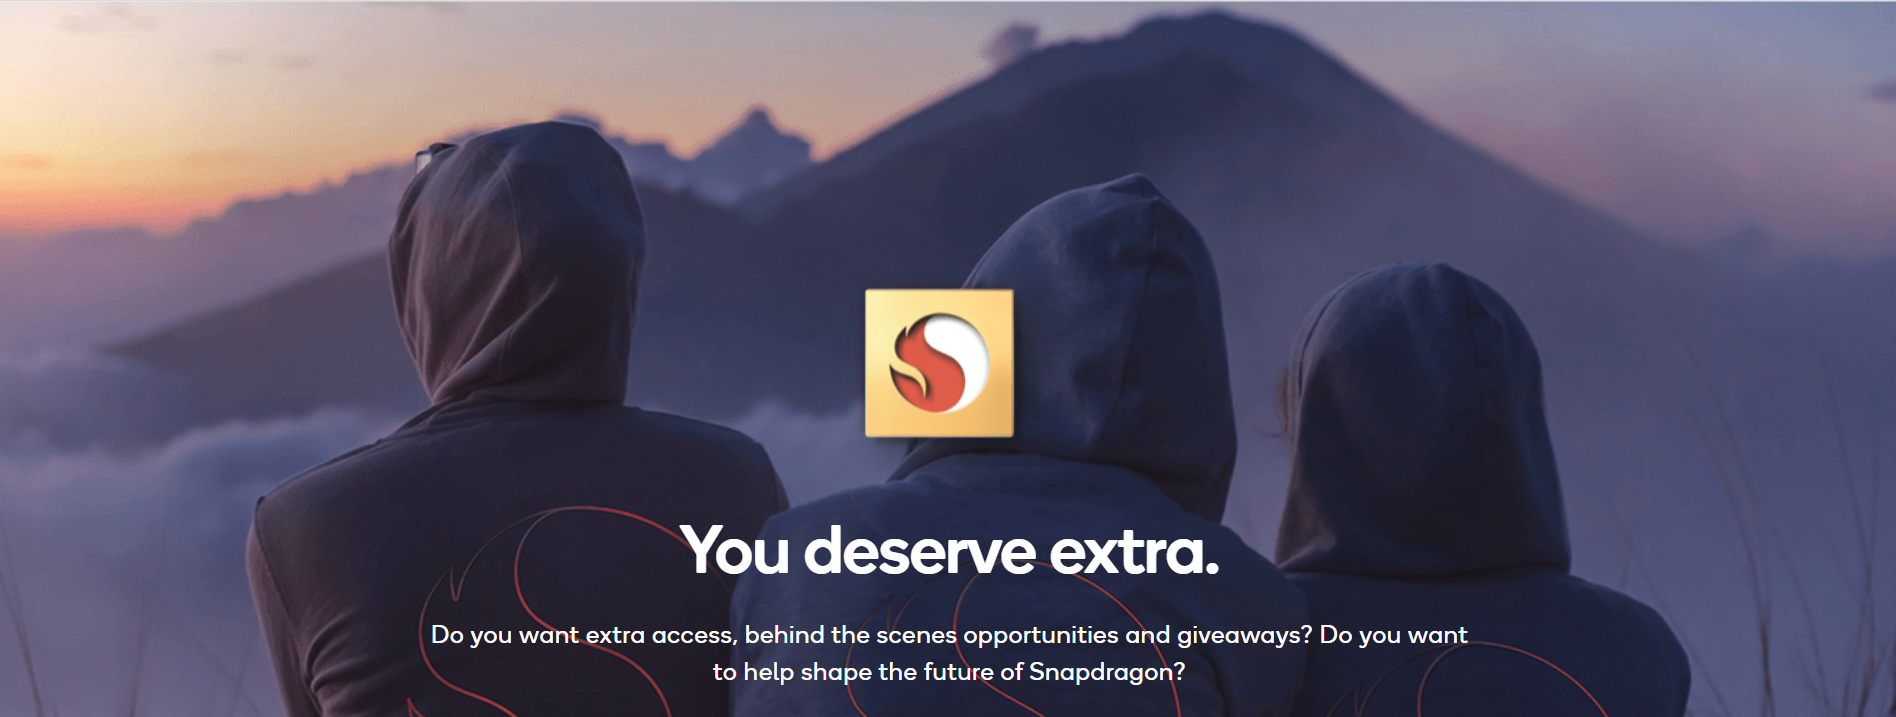 You deserve extra.
Do you want extra access, behind the scenes opportunities and giveaways? Do you want
to help shape the future of Snapdragon?